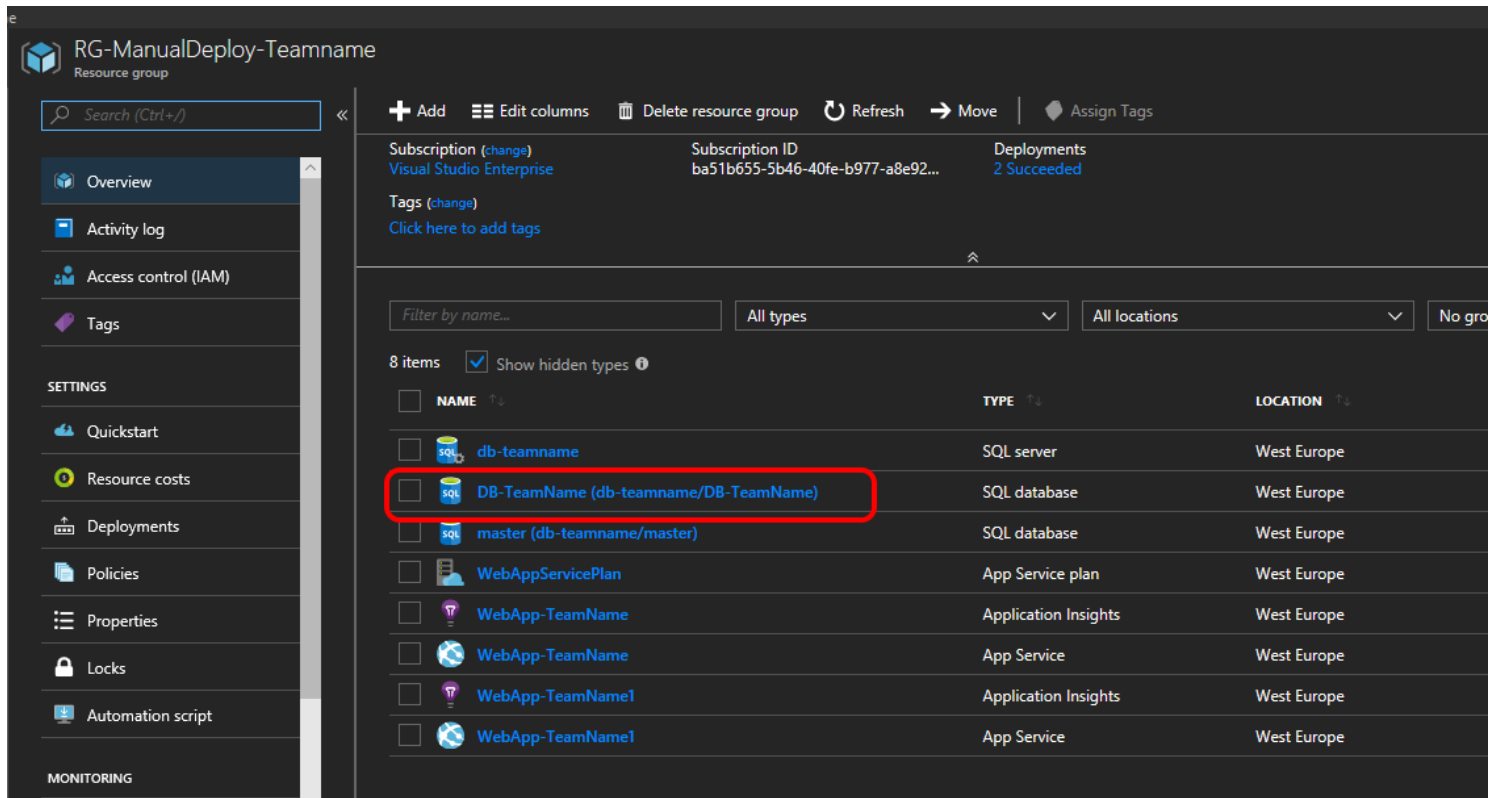 e
RG-ManualDeploy-Teamname
Resource group
Search (Ctrl+/)
«
Overview
Activity log
Access control (IAM)
Tags
SETTINGS
Quickstart
Resource costs
Deployments
Policies
Properties
Locks
Automation script
MONITORING
Add Edit columns Delete resource group Refresh Move Assign Tags
Subscription (change) Subscription ID Deployments
Visual Studio Enterprise ba51b655-5b46-40fe-b977-a8e92... 2 Succeeded
Tags (change)
Click here to add tags
Filter by name... All types All locations No gro
8 items Show hidden types
NAME TYPE LOCATION
SQL db-teamname SQL server West Europe
SQL DB-TeamName (db-teamname/DB-TeamName) SQL database West Europe
SQL master (db-teamname/master) SQL database West Europe
WebAppServicePlan App Service plan West Europe
WebApp-TeamName Application Insights West Europe
WebApp-TeamName App Service West Europe
WebApp-TeamName1 Application Insights West Europe
WebApp-TeamName1 App Service West Europe